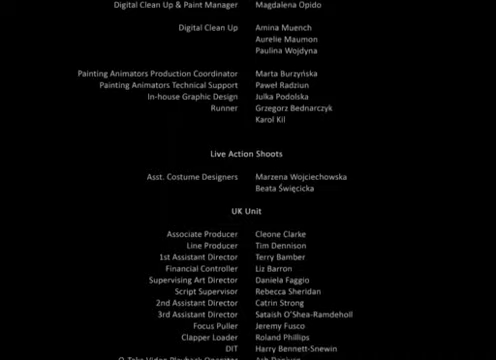 Digital Clean Up & Paint Manager Magdalena Opido
Digital Clean Up Amina Muench
Aurelie Maumon
Paulina Wojdyna
Painting Animators Production Coordinator Marta Burzyńska
Painting Animators Technical Support Paweł Radziun
In-house Graphic Design Julka Podolska
Runner Grzegorz Bednarczyk
Karol Kil
Live Action Shoots
Asst. Costume Designers Marzena Wojciechowska
Beata Święcicka
UK Unit
Associate Producer Cleone Clarke
Line Producer Tim Dennison
1st Assistant Director Terry Bamber
Financial Controller Liz Barron
Supervising Art Director Daniela Faggio
Script Supervisor Rebecca Sheridan
2nd Assistant Director Catrin Strong
3rd Assistant Director Sataish O'Shea-Ramdeholl
Focus Puller Jeremy Fusco
Clapper Loader Roland Phillips
DIT Harry Bennett-Snewin
Video Playback Operator